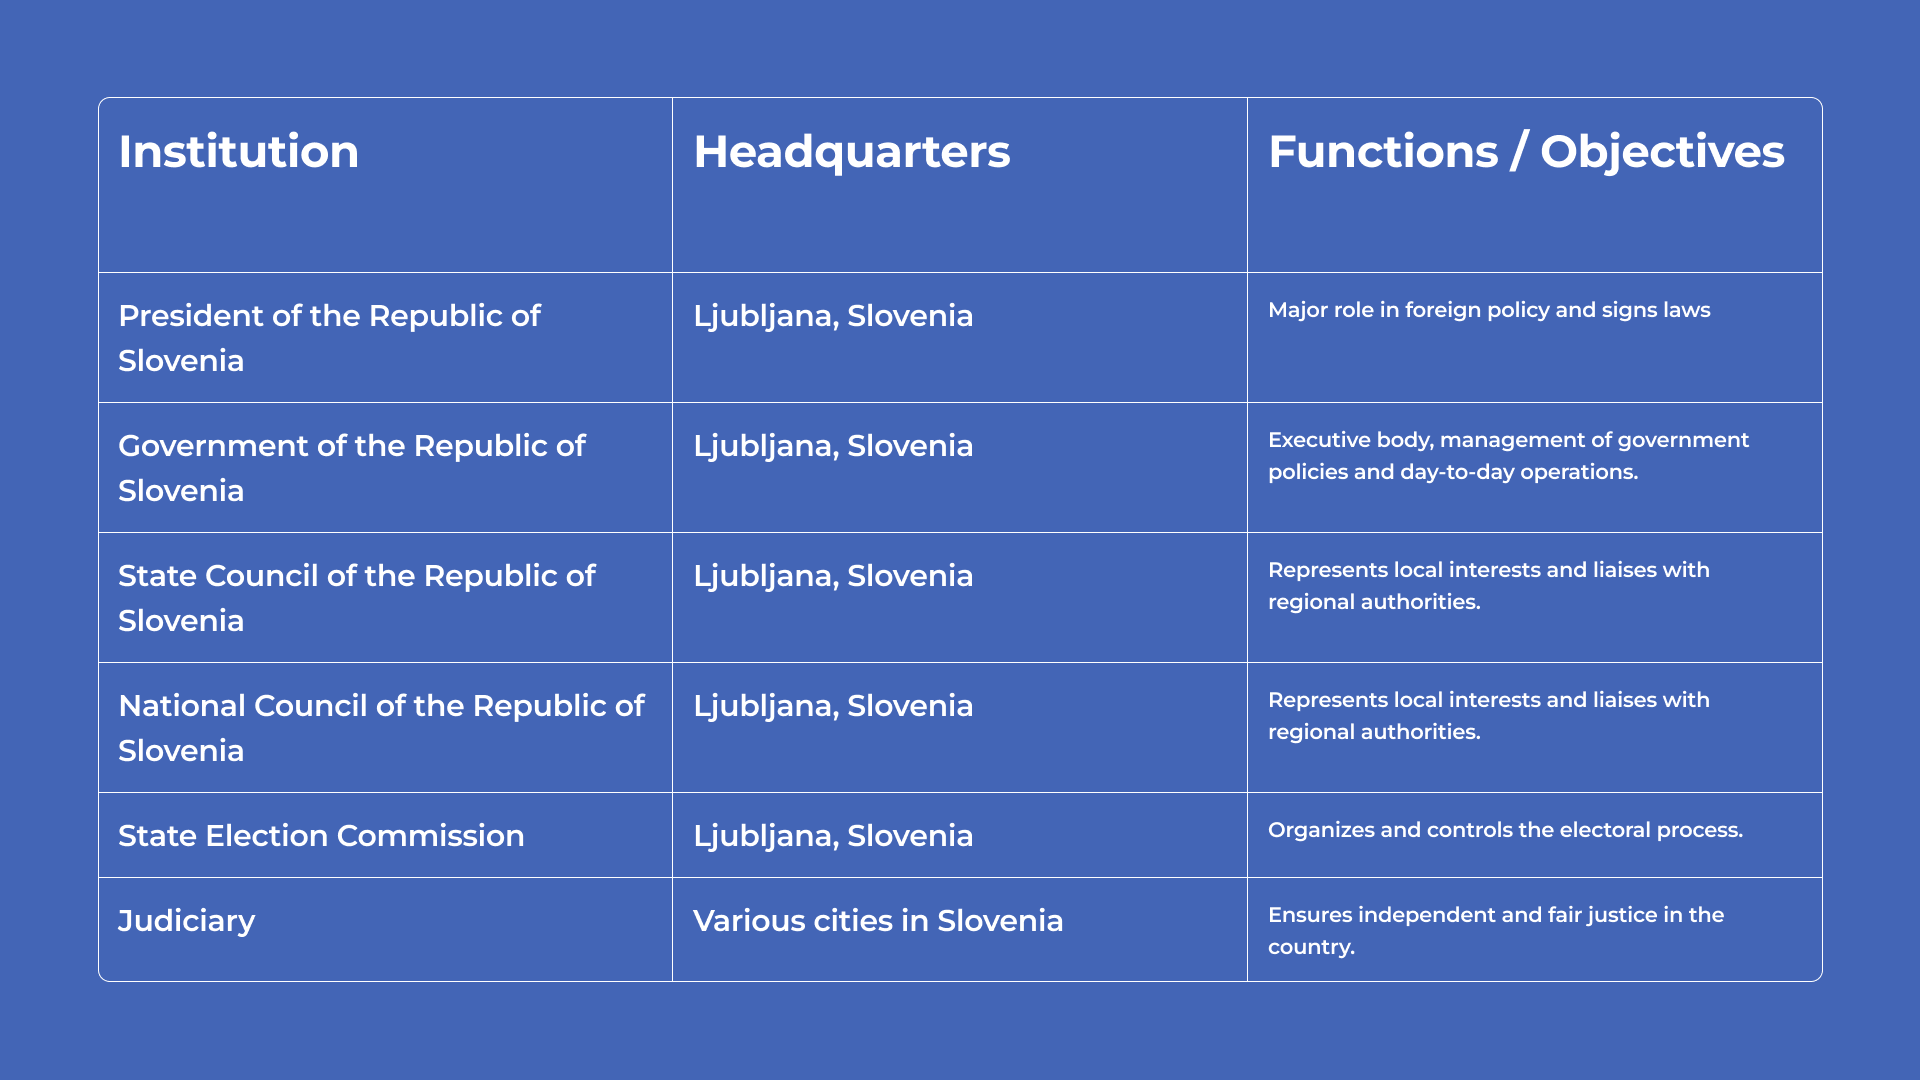 Institution
Headquarters
Functions / Objectives
President of the Republic of
Slovenia
Ljubljana, Slovenia
Major role in foreign policy and signs laws
Government of the Republic of
Slovenia
Ljubljana, Slovenia
Executive body, management of government
policies and day-to-day operations.
State Council of the Republic of
Slovenia
Ljubljana, Slovenia
Represents local interests and liaises with
regional authorities.
National Council of the Republic of
Slovenia
Ljubljana, Slovenia
Represents local interests and liaises with
regional authorities.
State Election Commission
Ljubljana, Slovenia
Organizes and controls the electoral process.
Judiciary
Various cities in Slovenia
Ensures independent and fair justice in the
country.